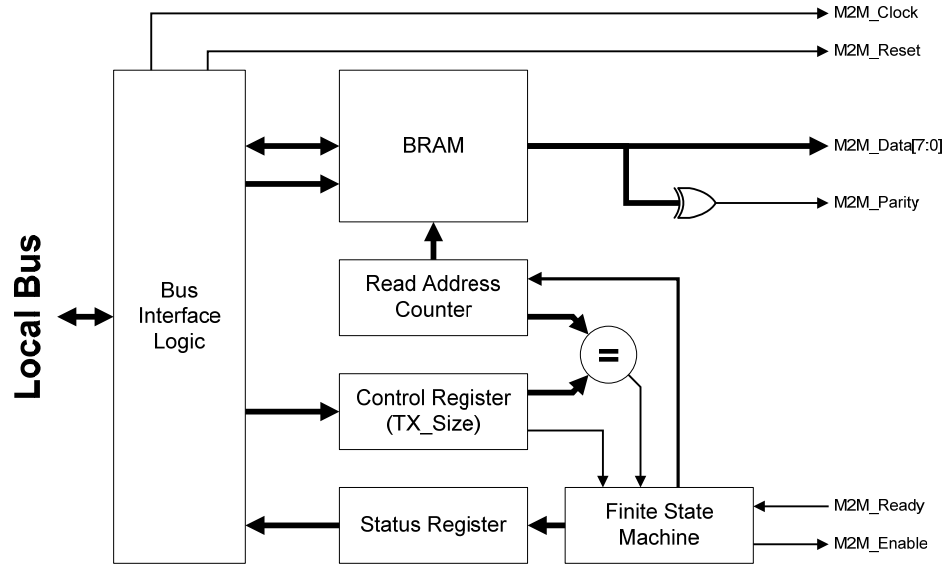 M2M_Clock
M2M_Reset
BRAM
M2M_Data[7:0]
M2M_Parity
Local Bus
Bus
Interface
Logic
Read Address
Counter
=
Control Register
(TX_Size)
Status Register
Finite State
Machine
M2M_Ready
M2M_Enable